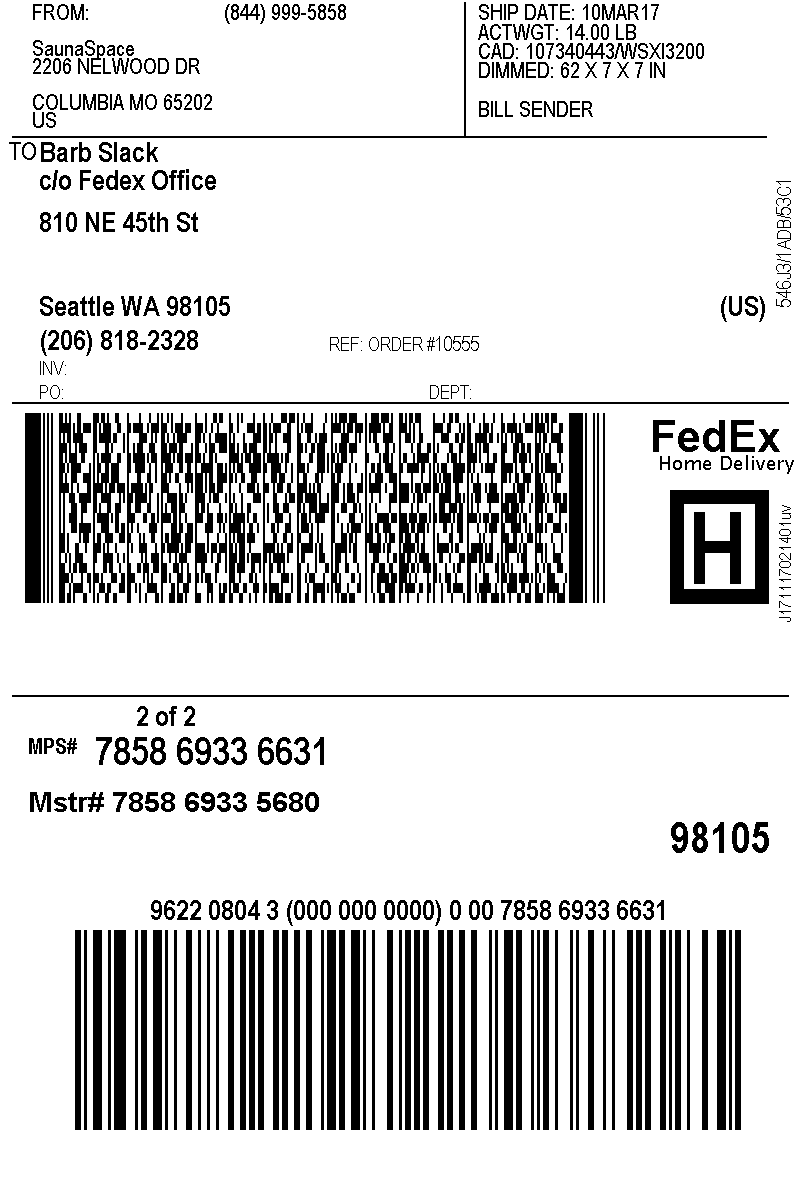 FROM: (844) 999-5858
SaunaSpace
2206 NELWOOD DR
COLUMBIA MO 65202
US
SHIP DATE: 10MAR17
ACTWGT: 14.00 LB
CAD: 107340443/WSXI3200
DIMMED: 62 X 7 X 7 IN
BILL SENDER
TO Barb Slack
c/o Fedex Office
810 NE 45th St
Seattle WA 98105 (US)
(206) 818-2328 REF: ORDER #10555
INV:
PO: DEPT:
546J3/1ADB/53C1
FedEx
Home Delivery
H
J171117021401uv
2 of 2
MPS# 7858 6933 6631
Mstr# 7858 6933 5680
98105
9622 0804 3 (000 000 0000) 0 00 7858 6933 6631